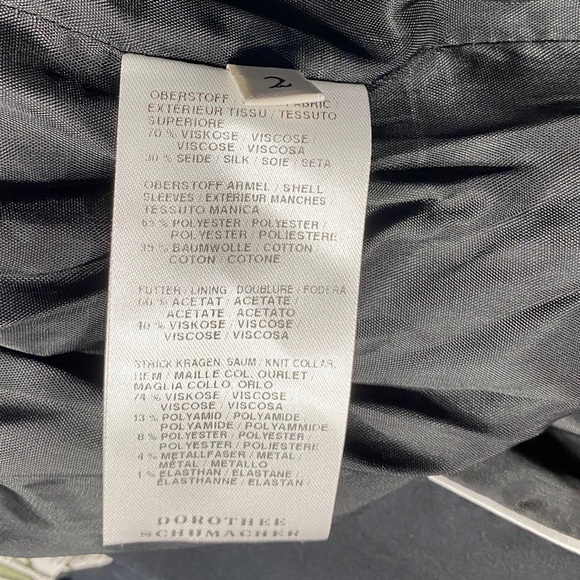 2
OBERSTOFF FABRIC /
EXTÉRIEUR TISSU / TESSUTO
SUPERIORE
70 % VISKOSE / VISCOSE
VISCOSE / VISCOSA
30 % SEIDE / SILK / SOIE / SETA
OBERSTOFF ARMEL / SHELL
SLEEVES / EXTÉRIEUR MANCHES
TESSUTO MANICA
65 % POLYESTER / POLYESTER /
POLYESTER / POLIESTERE
35 % BAUMWOLLE / COTTON /
COTON / COTONE
FUTTER / LINING / DOUBLURE / FODERA
60 % ACETAT / ACETATE /
ACÉTATE / ACETATO
40 % VISKOSE / VISCOSE /
VISCOSE / VISCOSA
STRICK KRAGEN, SAUM / KNIT COLLAR,
HEM / MAILLE COL, OURLET
MAGLIA COLLO, ORLO
74 % VISKOSE / VISCOSE /
VISCOSE / VISCOSA
13 % POLYAMID / POLYAMIDE
POLYAMIDE / POLYAMMIDE
8 % POLYESTER / POLYESTER /
POLYESTER / POLIESTERE
4 % METALLFASER / METAL /
MÉTAL / METALLO
1 % ELASTHAN / ELASTANE /
ELASTHANNE / ELASTAN
DOROTHEE
SCHUMACHER